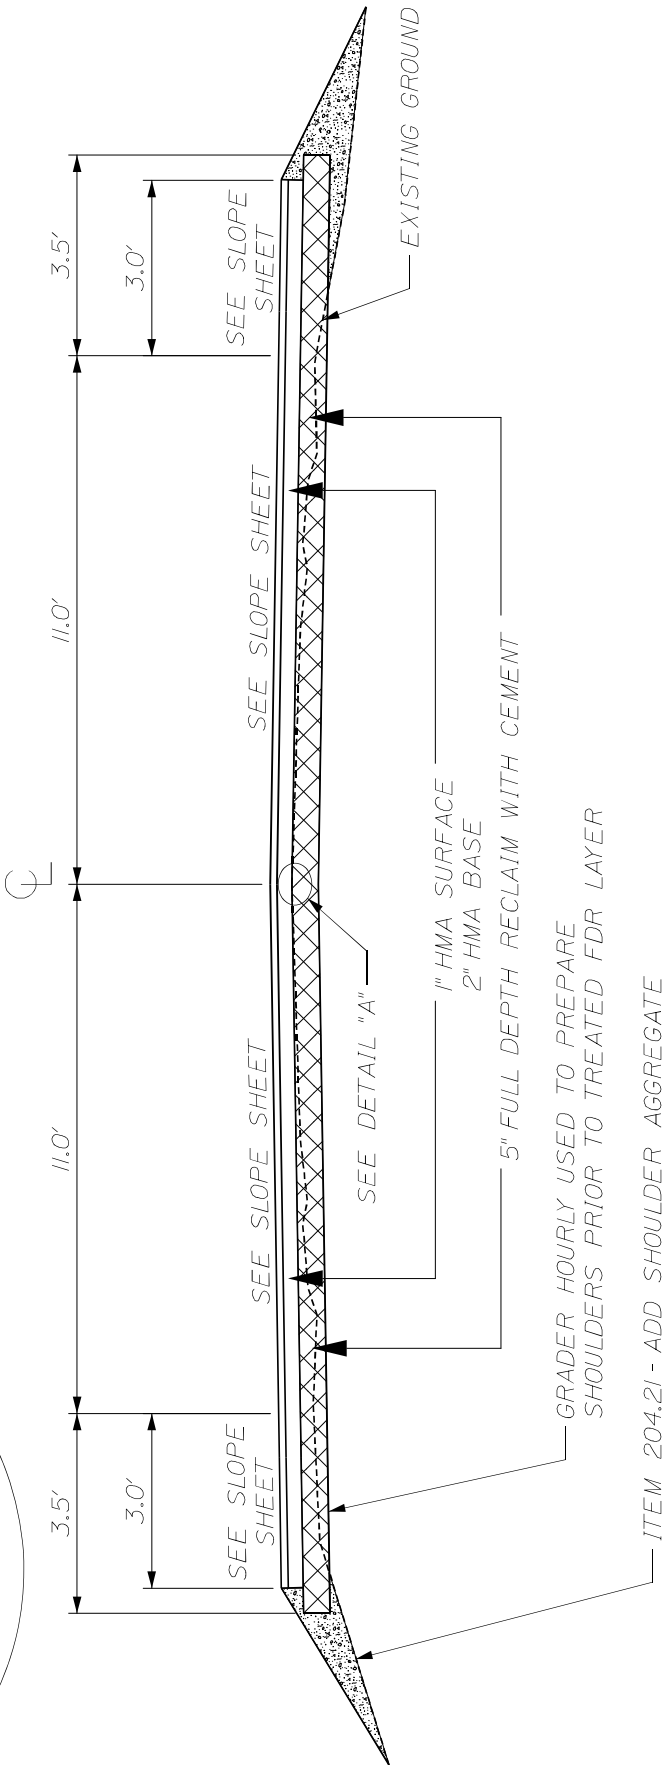 ℄
3.5'
11.0'
11.0'
3.5'
3.0'
3.0'
SEE SLOPE
SHEET
SEE SLOPE SHEET
SEE SLOPE SHEET
SEE SLOPE
SHEET
SEE DETAIL "A"
EXISTING GROUND
1" HMA SURFACE
2" HMA BASE
5" FULL DEPTH RECLAIM WITH CEMENT
GRADER HOURLY USED TO PREPARE
SHOULDERS PRIOR TO TREATED FDR LAYER
ITEM 204.21 - ADD SHOULDER AGGREGATE